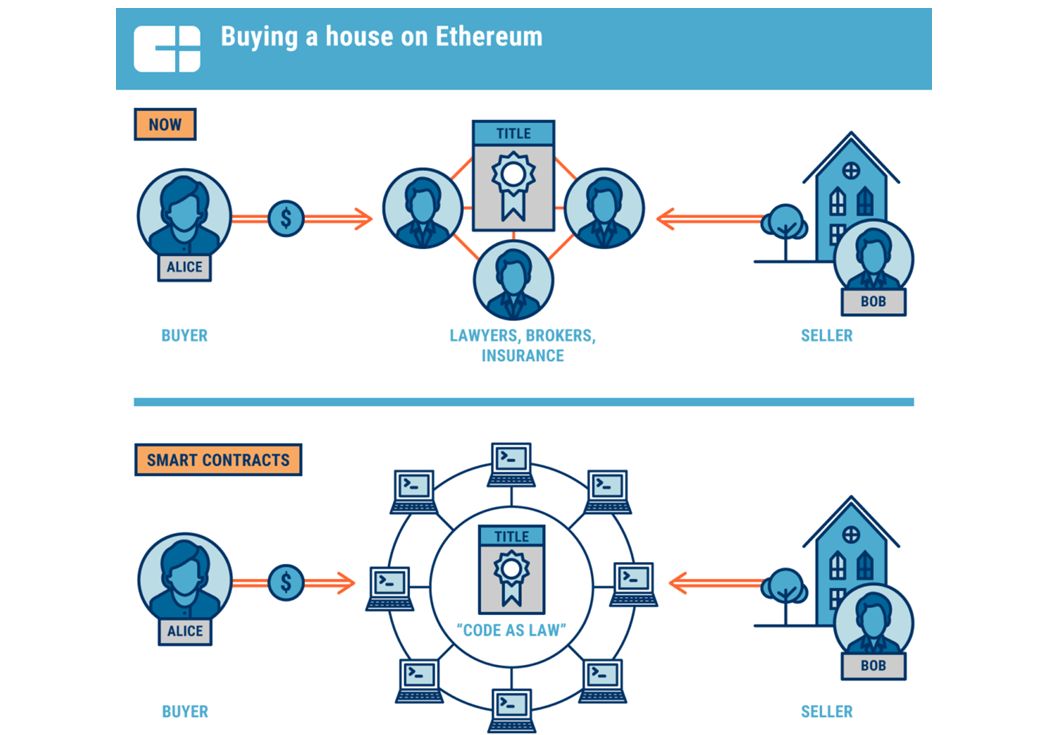 Buying a house on Ethereum
NOW
TITLE
$
ALICE
BOB
BUYER
LAWYERS, BROKERS,
INSURANCE
SELLER
SMART CONTRACTS
>_
>_
>_
TITLE
$
>_
>_
"CODE AS LAW"
ALICE
BOB
>_
>_
>_
BUYER
SELLER